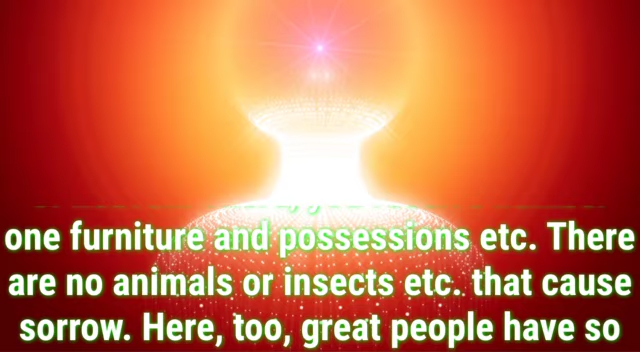 one furniture and possessions etc. There
are no animals or insects etc. that cause
sorrow. Here, too, great people have so